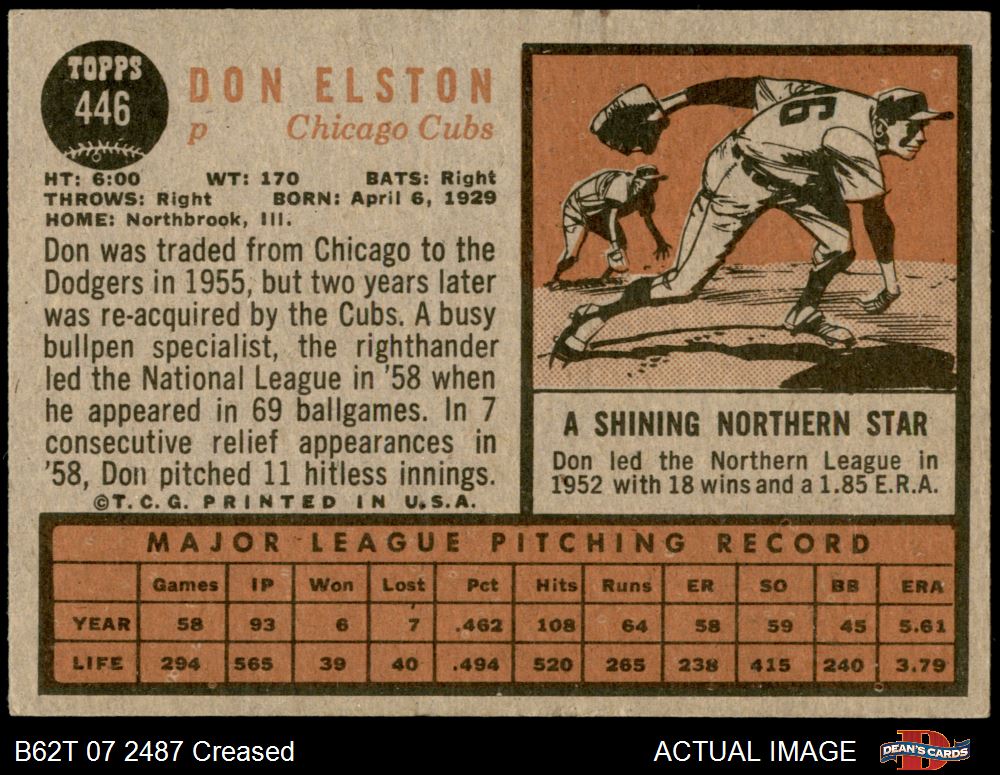 TOPPS
446
DON ELSTON
P Chicago Cubs
HT: 6:00 WT: 170 BATS: Right
THROWS: Right BORN: April 6, 1929
HOME: Northbrook, Ill.
Don was traded from Chicago to the
Dodgers in 1955, but two years later
was re-acquired by the Cubs. A busy
bullpen specialist, the righthander
led the National League in '58 when
he appeared in 69 ballgames. In 7
consecutive relief appearances in
'58, Don pitched 11 hitless innings.
©T.C.G. PRINTED IN U.S.A.
9
A SHINING NORTHERN STAR
Don led the Northern League in
1952 with 18 wins and a 1.85 E.R.A.
MAJOR LEAGUE PITCHING RECORD
Games IP Won Lost Pct Hits Runs ER SO BB ERA
YEAR 58 93 6 7 .462 108 64 58 59 45 5.61
LIFE 294 565 39 40 .494 520 265 238 415 240 3.79
B62T 07 2487 Creased
ACTUAL IMAGE
DEAN'S CARDS